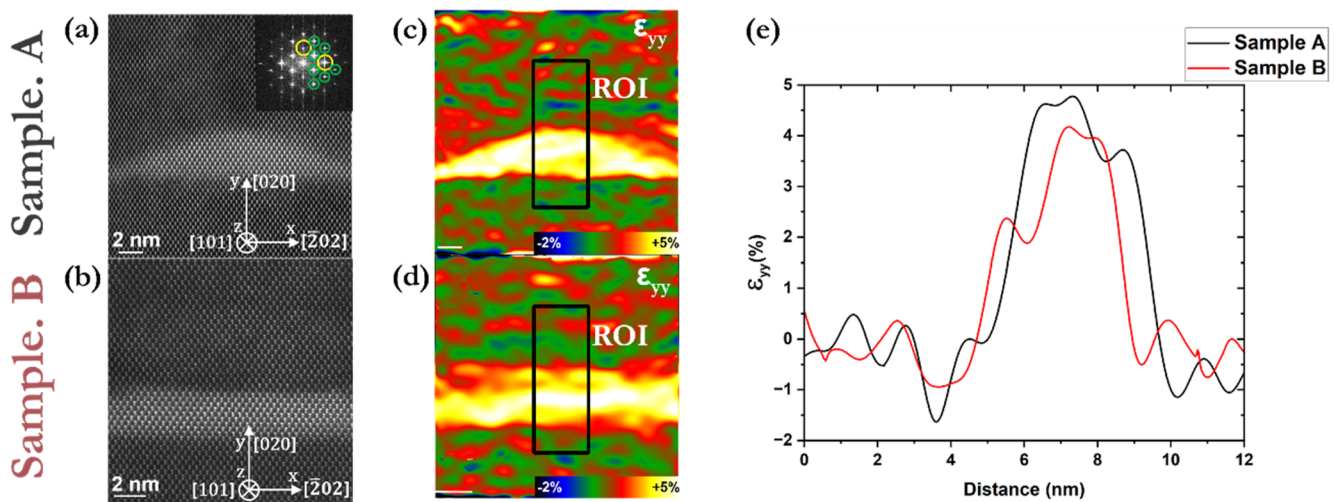 Sample. A
(a)
y [020]
z
x
[101]
[2̅02]
2 nm
(c)
εyy
ROI
-2%
+5%
Sample. B
(b)
y [020]
z
x
[101]
[2̅02]
2 nm
(d)
εyy
ROI
-2%
+5%
(e)
Sample A
Sample B
5
4
3
2
1
0
−1
−2
εyy(%)
0 2 4 6 8 10 12
Distance (nm)